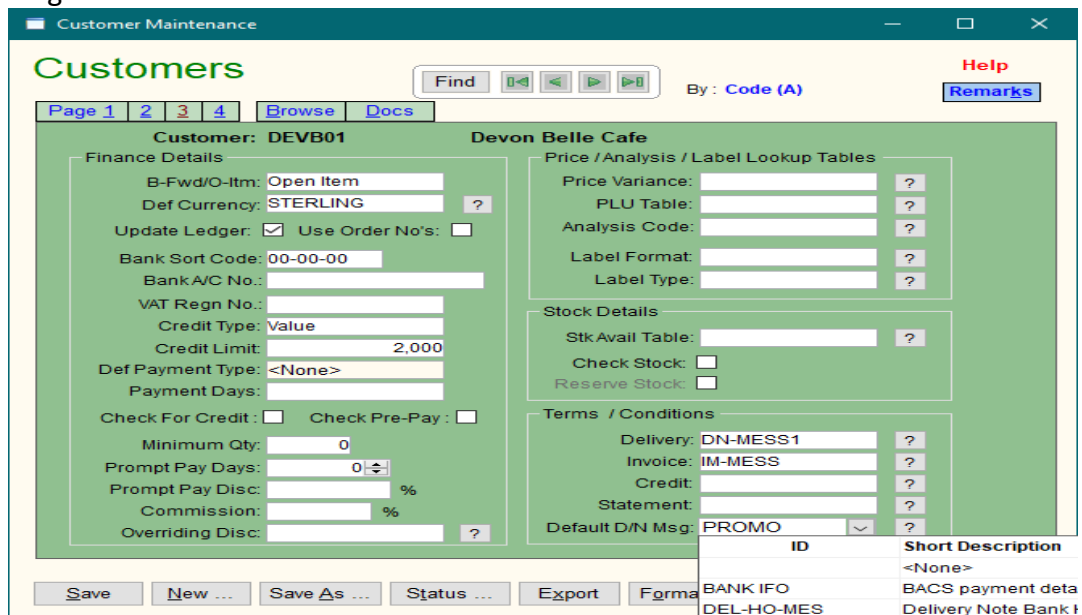 Customer Maintenance
Customers
Find
By : Code (A)
Help
Remarks
Page 1 2 3 4 Browse Docs
Customer: DEVB01 Devon Belle Cafe
Finance Details
B-Fwd/O-Itm: Open Item
Def Currency: STERLING ?
Update Ledger: Use Order No's:
Bank Sort Code: 00-00-00
Bank A/C No.:
VAT Regn No.:
Credit Type: Value
Credit Limit: 2,000
Def Payment Type: <None>
Payment Days:
Check For Credit : Check Pre-Pay :
Minimum Qty: 0
Prompt Pay Days: 0
Prompt Pay Disc: %
Commission: %
Overriding Disc: ?
Price / Analysis / Label Lookup Tables
Price Variance: ?
PLU Table: ?
Analysis Code: ?
Label Format: ?
Label Type: ?
Stock Details
Stk Avail Table: ?
Check Stock:
Reserve Stock:
Terms / Conditions
Delivery: DN-MESS1 ?
Invoice: IM-MESS ?
Credit: ?
Statement: ?
Default D/N Msg: PROMO ?
ID Short Description
<None>
BANK IFO BACS payment deta
DEL-HO-MES Delivery Note Bank
Save New ... Save As ... Status ... Export Forma